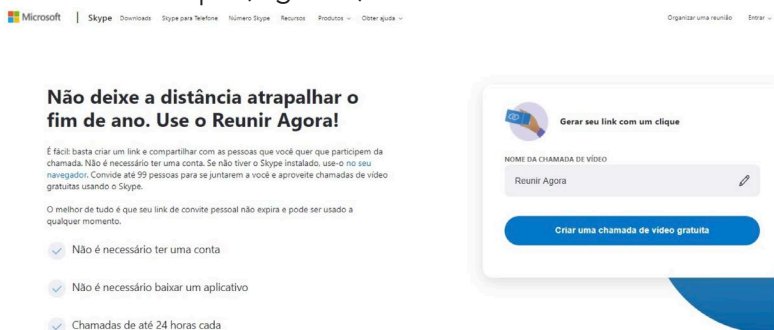 Microsoft | Skype Downloads Skype para Telefone Número Skype Recursos Produtos Obter ajuda Organizar uma reunião Entrar
Não deixe a distância atrapalhar o
fim de ano. Use o Reunir Agora!
É fácil: basta criar um link e compartilhar com as pessoas que você quer que participem da
chamada. Não é necessário ter uma conta. Se não tiver o Skype instalado, use-o no seu
navegador. Convide até 99 pessoas para se juntarem a você e aproveite chamadas de vídeo
gratuitas usando o Skype.
O melhor de tudo é que seu link de convite pessoal não expira e pode ser usado a
qualquer momento.
Não é necessário ter uma conta
Não é necessário baixar um aplicativo
Chamadas de até 24 horas cada
Gerar seu link com um clique
NOME DA CHAMADA DE VÍDEO
Reunir Agora
Criar uma chamada de vídeo gratuita